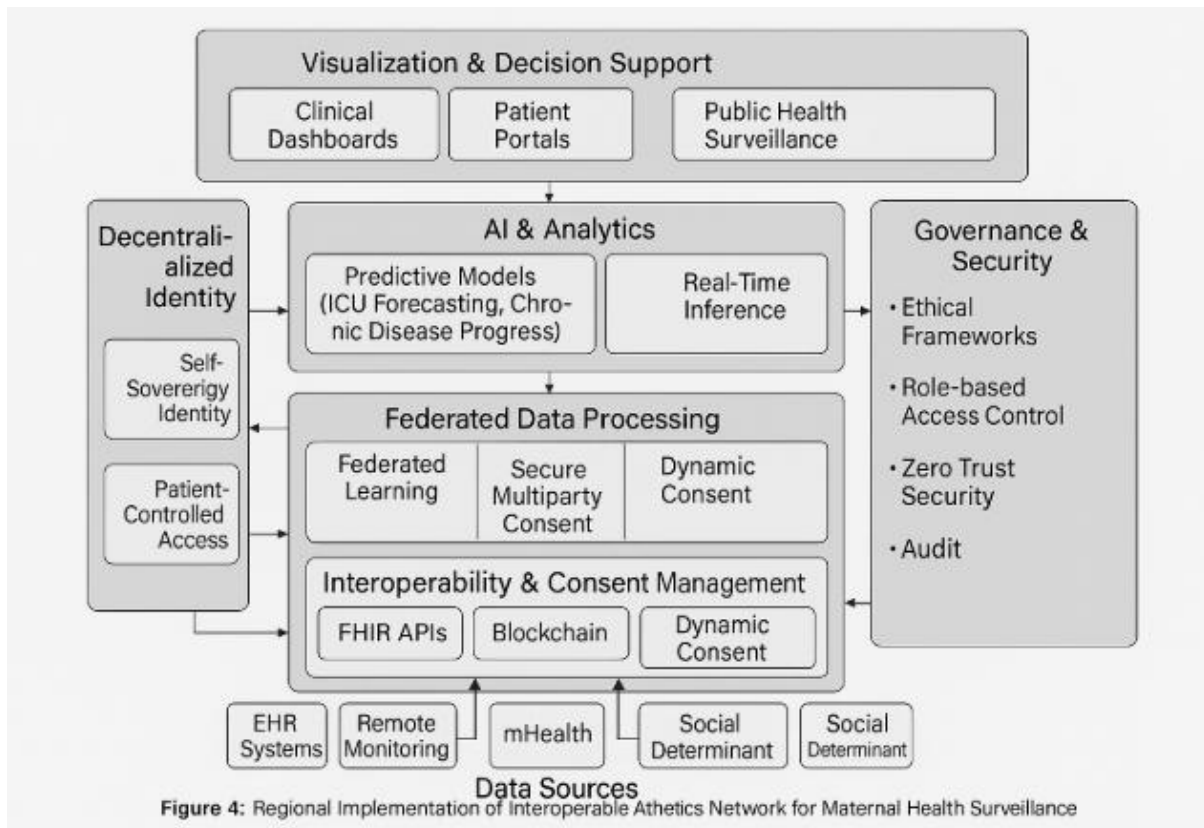 Visualization & Decision Support
Clinical
Dashboards
Patient
Portals
Public Health
Surveillance
Decentrali-
alized
Identity
Self-
Sovererigy
Identity
Patient-
Controlled
Access
AI & Analytics
Predictive Models
(ICU Forecasting, Chro-
nic Disease Progress)
Real-Time
Inference
Governance &
Security
• Ethical
Frameworks
• Role-based
Access Control
• Zero Trust
Security
• Audit
Federated Data Processing
Federated
Learning
Secure
Multiparty
Consent
Dynamic
Consent
Interoperability & Consent Management
FHIR APIs
Blockchain
Dynamic
Consent
EHR
Systems
Remote
Monitoring
mHealth
Social
Determinant
Social
Determinant
Data Sources
Figure 4: Regional Implementation of Interoperable Athetics Network for Maternal Health Surveillance